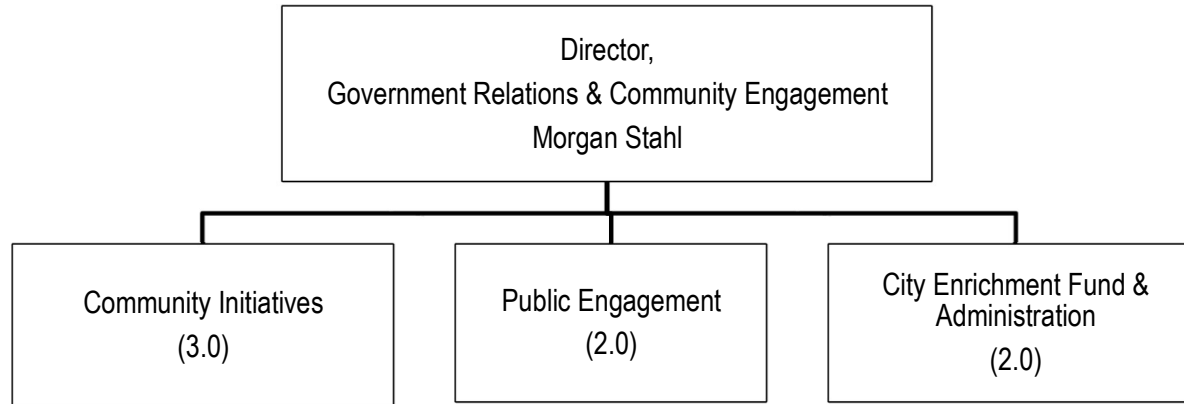 Director,
Government Relations & Community Engagement
Morgan Stahl
Community Initiatives
(3.0)
Public Engagement
(2.0)
City Enrichment Fund &
Administration
(2.0)